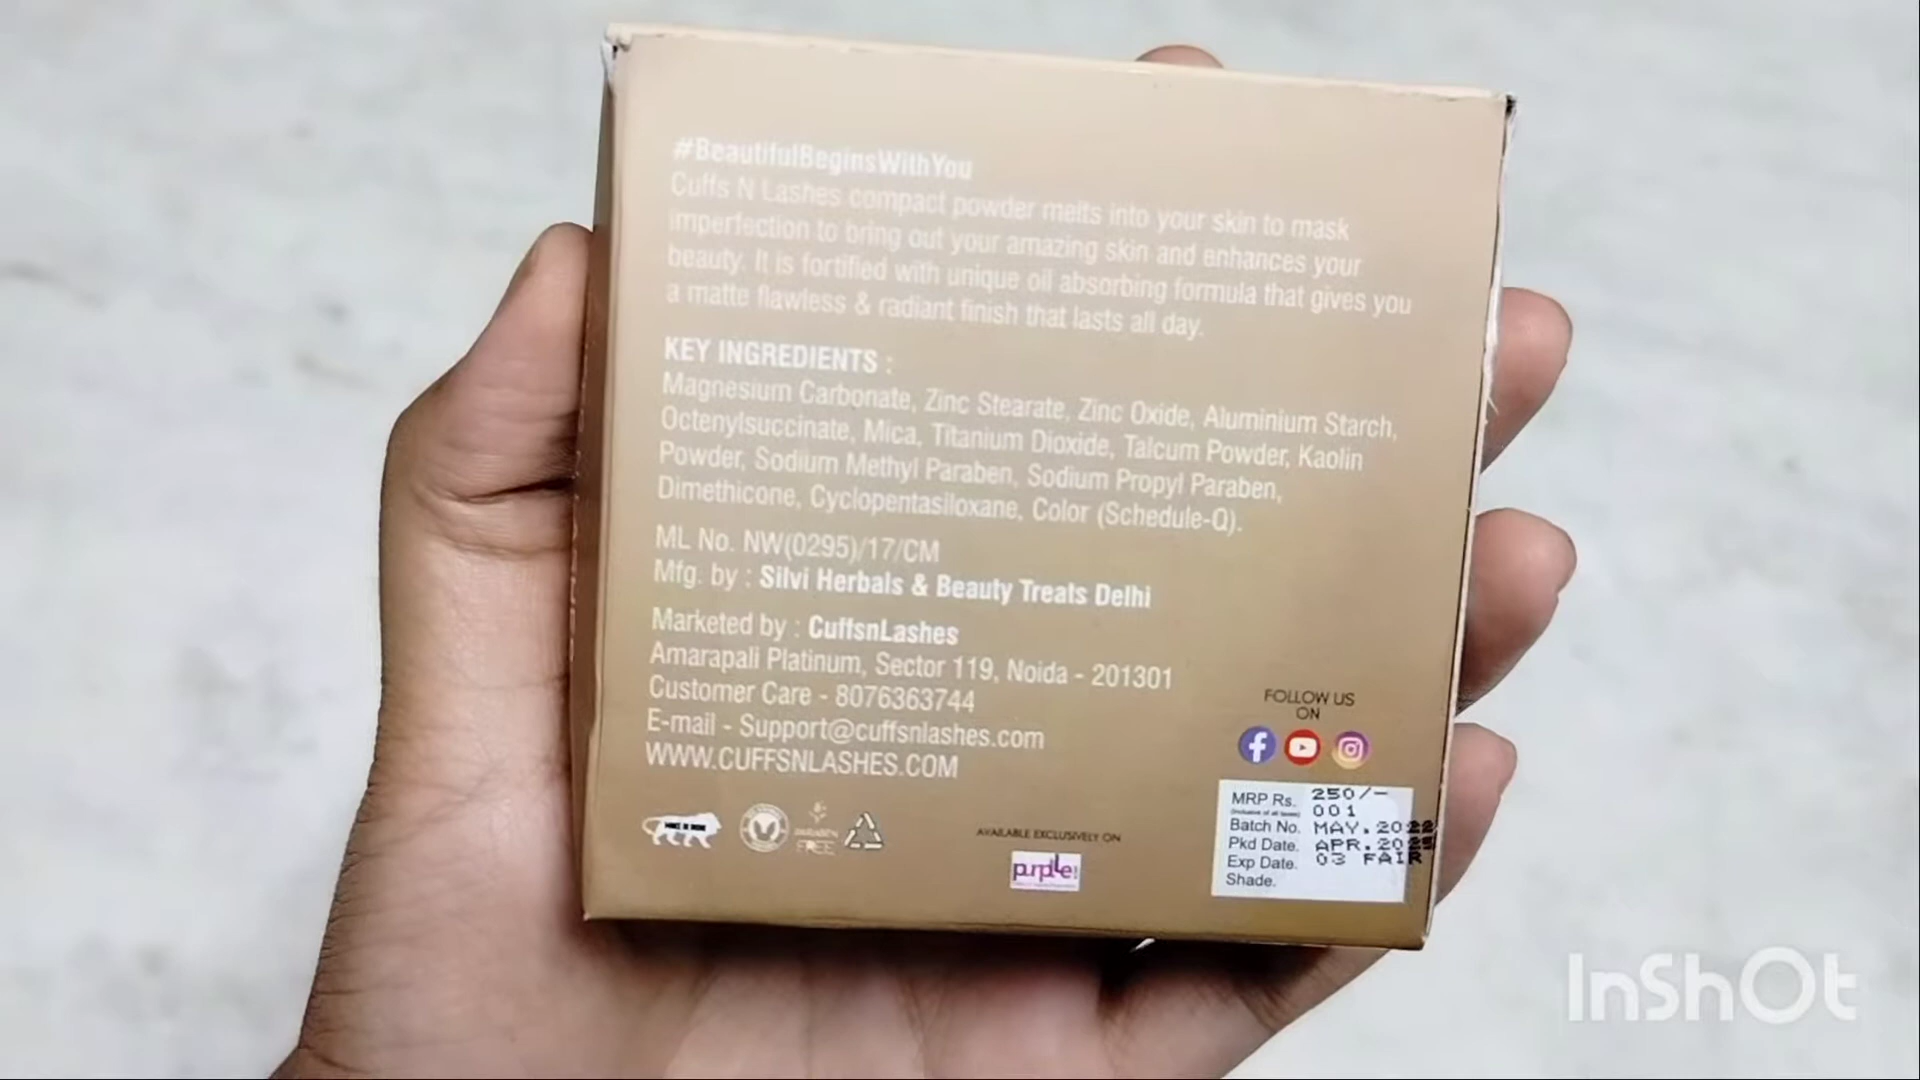 #BeautifulBeginsWithYou
Cuffs N Lashes compact powder melts into your skin to mask
imperfection to bring out your amazing skin and enhances your
beauty. It is fortified with unique oil absorbing formula that gives you
a matte flawless & radiant finish that lasts all day.
KEY INGREDIENTS :
Magnesium Carbonate, Zinc Stearate, Zinc Oxide, Aluminium Starch,
Octenylsuccinate, Mica, Titanium Dioxide, Talcum Powder, Kaolin
Powder, Sodium Methyl Paraben, Sodium Propyl Paraben,
Dimethicone, Cyclopentasiloxane, Color (Schedule-Q).
ML No. NW(0295)/17/CM
Mfg. by : Silvi Herbals & Beauty Treats Delhi
Marketed by : CuffsnLashes
Amarapali Platinum, Sector 119, Noida - 201301
Customer Care - 8076363744
E-mail - Support@cuffsnlashes.com
WWW.CUFFSNLASHES.COM
MAKE IN INDIA
PARABEN
FREE
AVAILABLE EXCLUSIVELY ON
purplle
FOLLOW US
ON
MRP Rs. 250/-
(Inclusive of all taxes) 001
Batch No. MAY.2022
Pkd Date. APR.2025
Exp Date. 03 FAIR
Shade.
InShOt